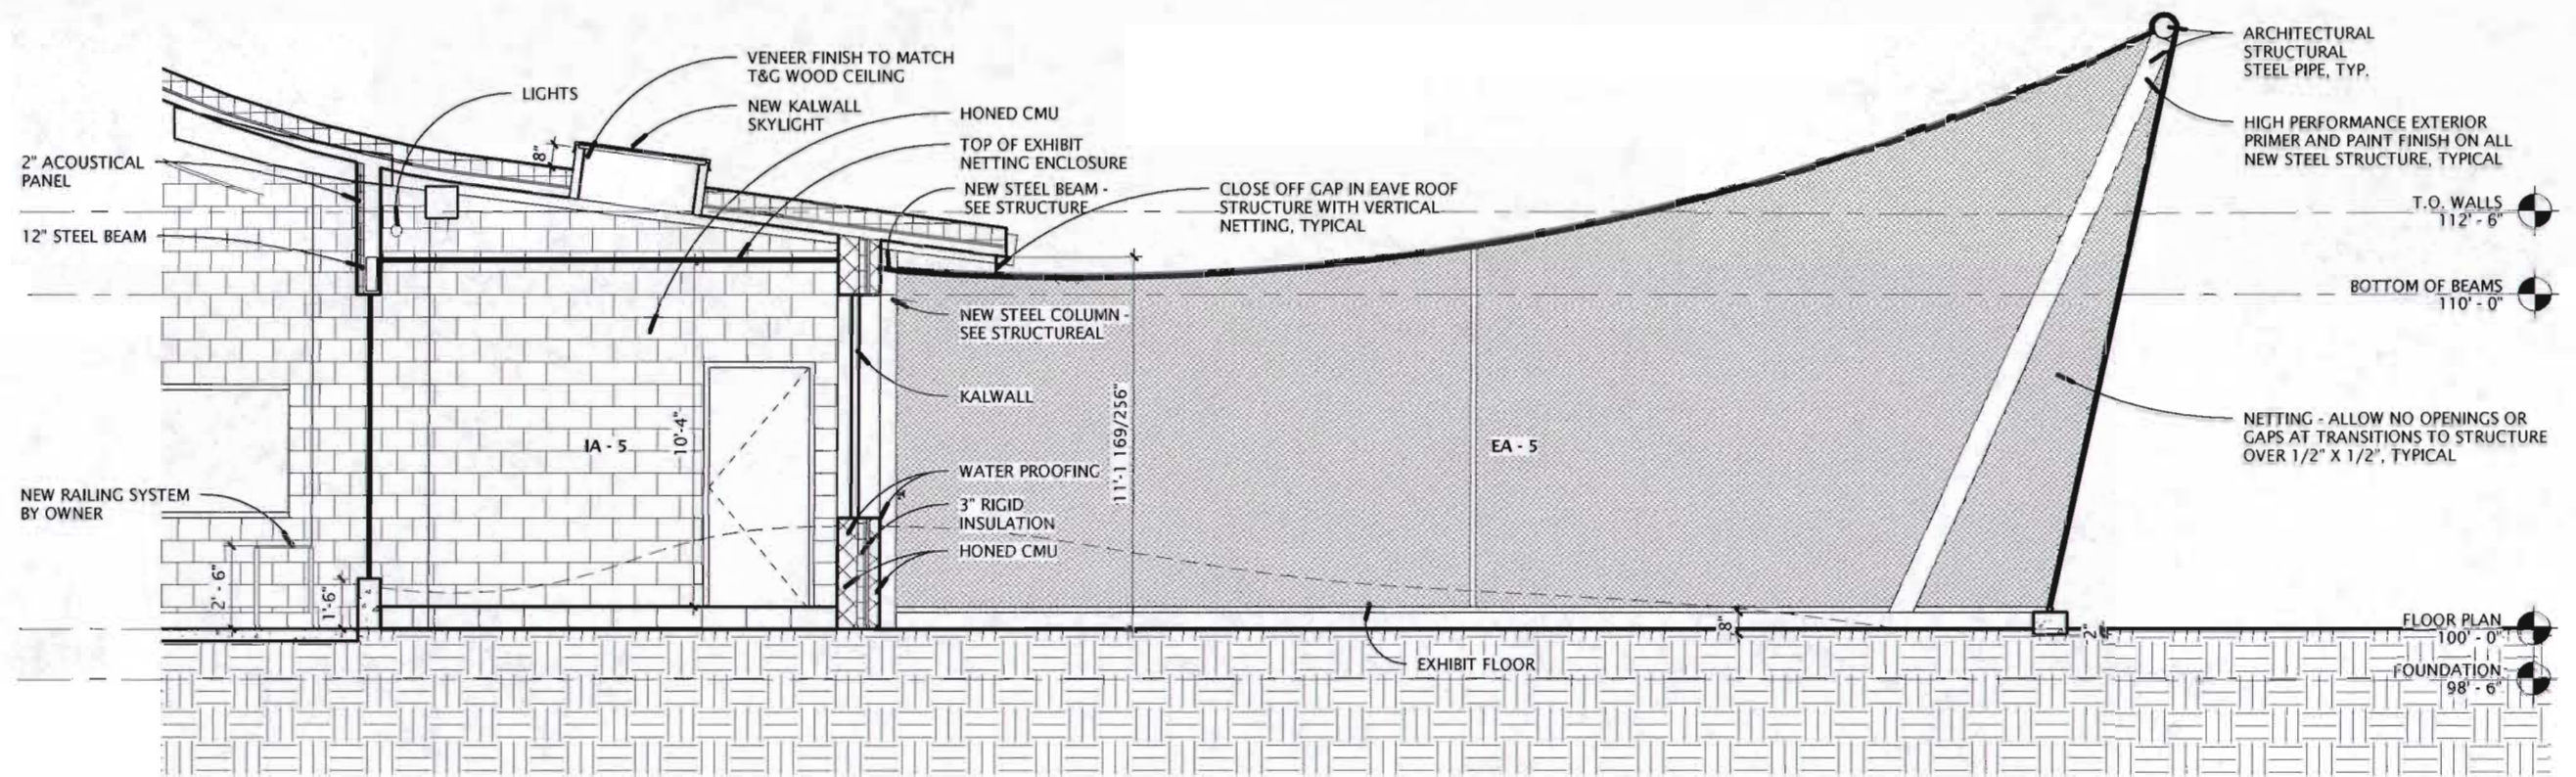 VENEER FINISH TO MATCH
T&G WOOD CEILING
LIGHTS
NEW KALWALL
SKYLIGHT
HONED CMU
TOP OF EXHIBIT
NETTING ENCLOSURE
2" ACOUSTICAL
PANEL
8"
NEW STEEL BEAM -
SEE STRUCTURE
CLOSE OFF GAP IN EAVE ROOF
STRUCTURE WITH VERTICAL
NETTING, TYPICAL
12" STEEL BEAM
ARCHITECTURAL
STRUCTURAL
STEEL PIPE, TYP.
HIGH PERFORMANCE EXTERIOR
PRIMER AND PAINT FINISH ON ALL
NEW STEEL STRUCTURE, TYPICAL
T.O. WALLS
112' - 6"
BOTTOM OF BEAMS
110' - 0"
NEW STEEL COLUMN -
SEE STRUCTUREAL
KALWALL
IA - 5
10'-4"
11'-1 169/256"
EA - 5
NETTING - ALLOW NO OPENINGS OR
GAPS AT TRANSITIONS TO STRUCTURE
OVER 1/2" X 1/2", TYPICAL
WATER PROOFING
3" RIGID
INSULATION
HONED CMU
NEW RAILING SYSTEM
BY OWNER
2' - 6"
1'-6"
8"
2"
EXHIBIT FLOOR
FLOOR PLAN
100' - 0"
FOUNDATION
98' - 6"